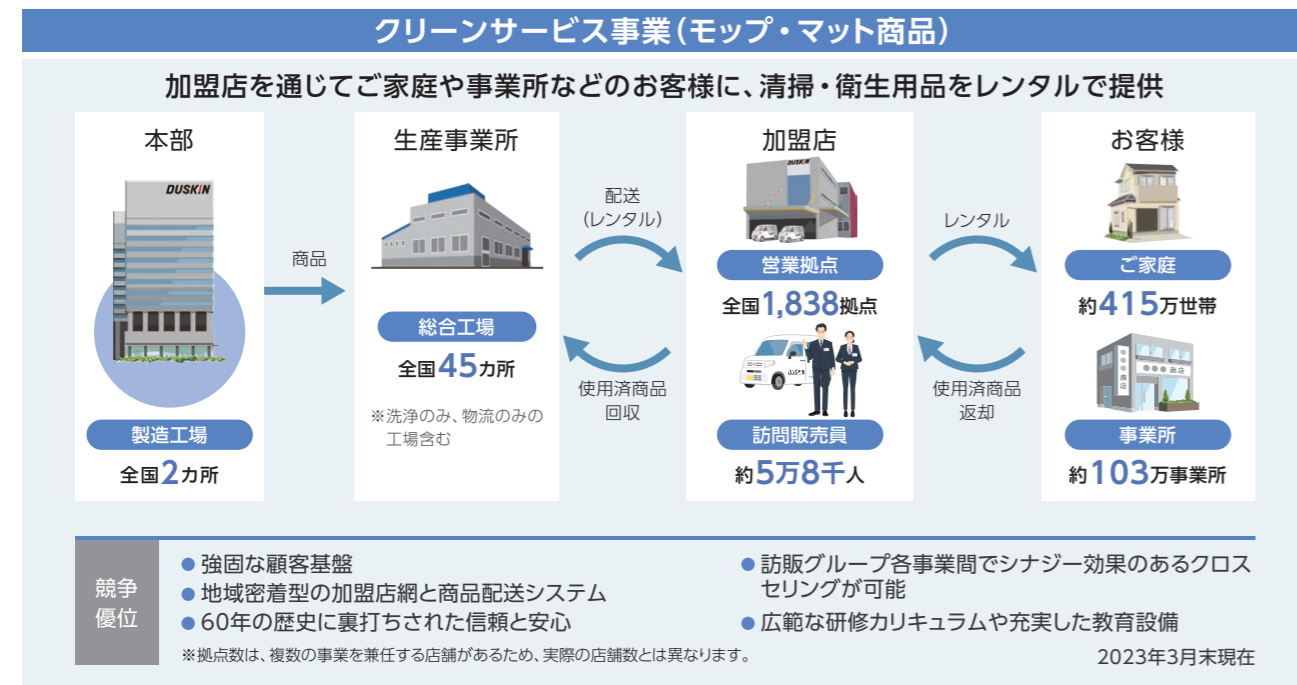 クリーンサービス事業（モップ・マット商品）
加盟店を通じてご家庭や事業所などのお客様に、清掃・衛生用品をレンタルで提供
本部
DUSKIN
製造工場
全国2カ所
商品
生産事業所
総合工場
全国45カ所
※洗浄のみ、物流のみの
工場含む
配送
（レンタル）
使用済商品
回収
加盟店
DUSKIN
営業拠点
全国1,838拠点
DUSKIN
訪問販売員
約5万8千人
レンタル
使用済商品
返却
お客様
ご家庭
約415万世帯
●●●商店
●●●商店
事業所
約103万事業所
競争
優位
● 強固な顧客基盤
● 地域密着型の加盟店網と商品配送システム
● 60年の歴史に裏打ちされた信頼と安心
● 訪販グループ各事業間でシナジー効果のあるクロス
セリングが可能
● 広範な研修カリキュラムや充実した教育設備
※拠点数は、複数の事業を兼任する店舗があるため、実際の店舗数とは異なります。
2023年3月末現在